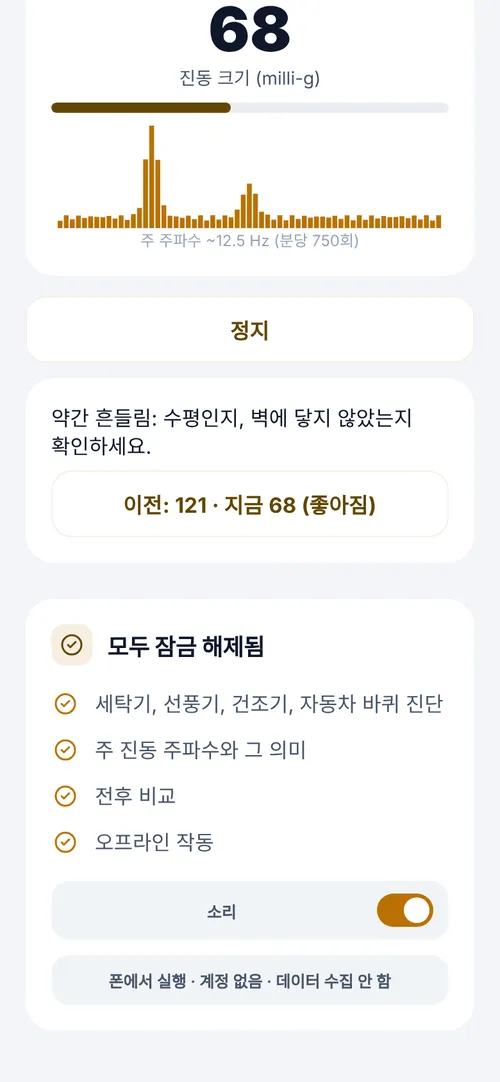 68
진동 크기 (milli-g)
주 주파수 ~12.5 Hz (분당 750회)
정지
약간 흔들림: 수평인지, 벽에 닿지 않았는지
확인하세요.
이전: 121 · 지금 68 (좋아짐)
모두 잠금 해제됨
세탁기, 선풍기, 건조기, 자동차 바퀴 진단
주 진동 주파수와 그 의미
전후 비교
오프라인 작동
소리
폰에서 실행 · 계정 없음 · 데이터 수집 안 함